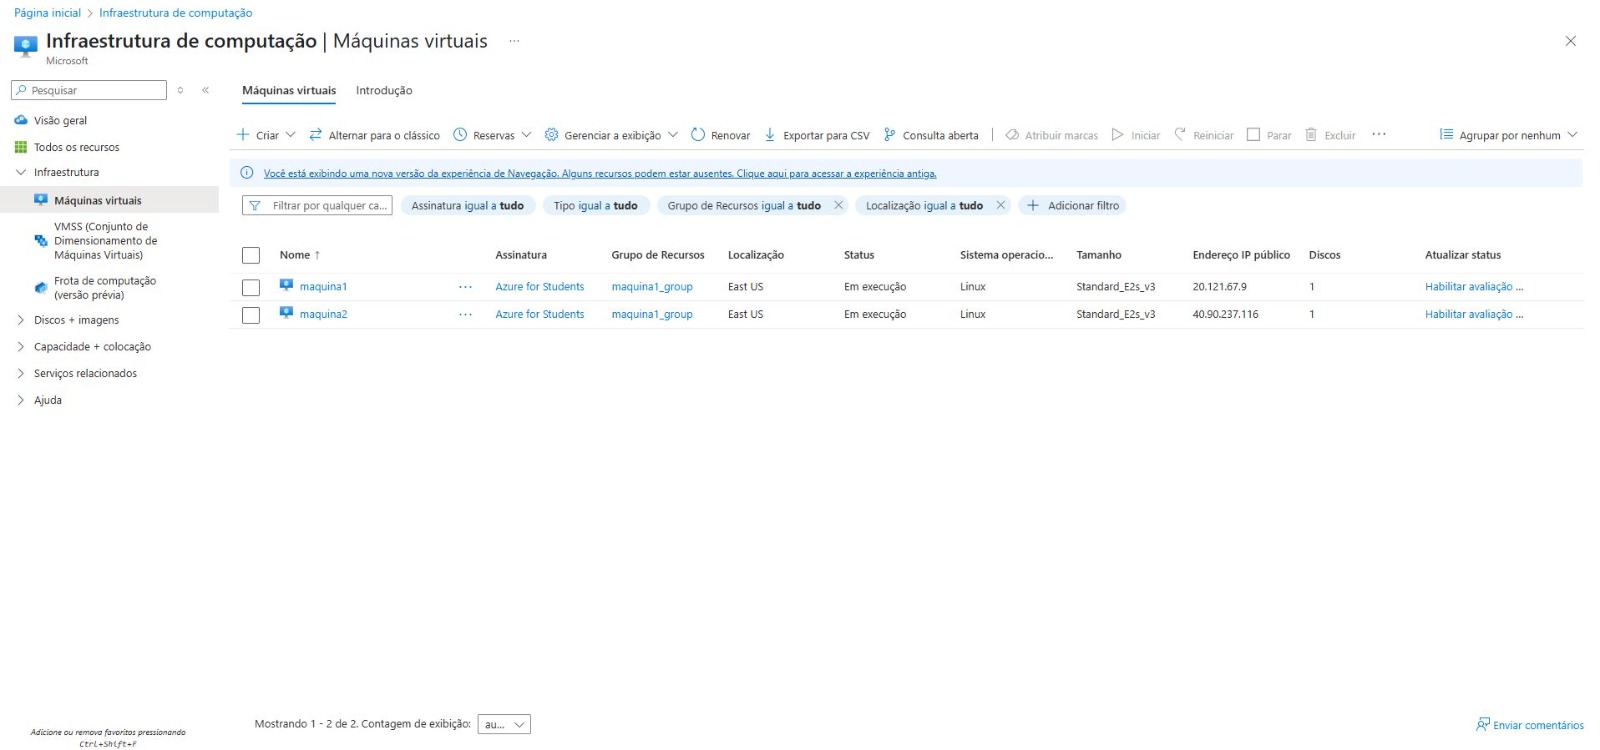 Página inicial > Infraestrutura de computação
Infraestrutura de computação | Máquinas virtuais ...
Microsoft
Pesquisar
Visão geral
Todos os recursos
Infraestrutura
Máquinas virtuais
VMSS (Conjunto de
Dimensionamento de
Máquinas Virtuais)
Frota de computação
(versão prévia)
Discos + imagens
Capacidade + colocação
Serviços relacionados
Ajuda
Adicione ou remova favoritos pressionando
Ctrl+Shift+F
Máquinas virtuais Introdução
Criar Alternar para o clássico Reservas Gerenciar a exibição Renovar Exportar para CSV Consulta aberta Atribuir marcas Iniciar Reiniciar Parar Excluir ... Agrupar por nenhum
Você está exibindo uma nova versão da experiência de Navegação. Alguns recursos podem estar ausentes. Clique aqui para acessar a experiência antiga.
Filtrar por qualquer ca... Assinatura igual a tudo Tipo igual a tudo Grupo de Recursos igual a tudo Localização igual a tudo Adicionar filtro
Nome ↑ Assinatura Grupo de Recursos Localização Status Sistema operacio... Tamanho Endereço IP público Discos Atualizar status
maquina1 ... Azure for Students maquina1_group East US Em execução Linux Standard_E2s_v3 20.121.67.9 1 Habilitar avaliação ...
maquina2 ... Azure for Students maquina1_group East US Em execução Linux Standard_E2s_v3 40.90.237.116 1 Habilitar avaliação ...
Mostrando 1 - 2 de 2. Contagem de exibição: au...
Enviar comentários